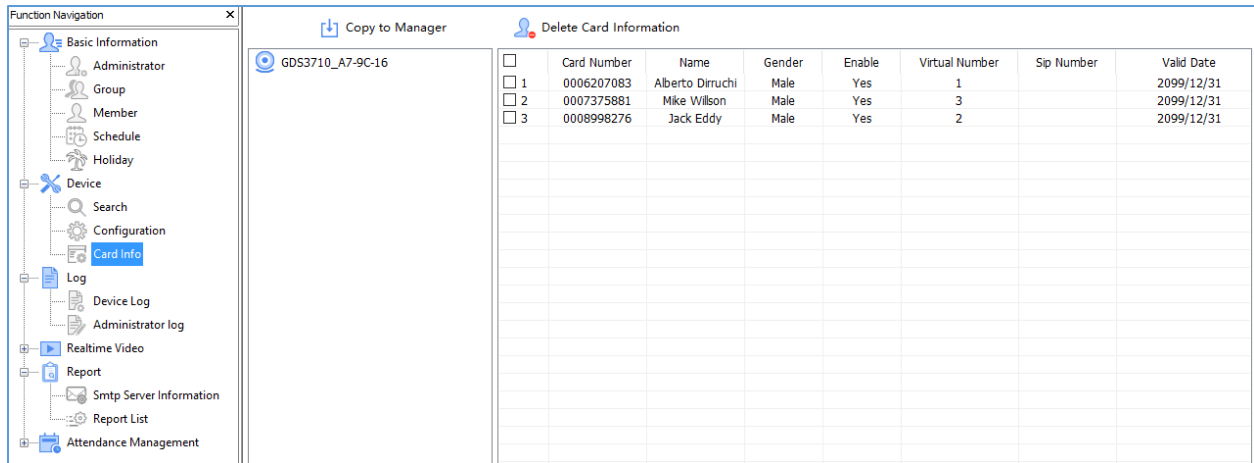 Function Navigation x
Basic Information
Administrator
Group
Member
Schedule
Holiday
Device
Search
Configuration
Card Info
Log
Device Log
Administrator log
Realtime Video
Report
Smtp Server Information
Report List
Attendance Management
Copy to Manager Delete Card Information
GDS3710_A7-9C-16
Card Number Name Gender Enable Virtual Number Sip Number Valid Date
1 0006207083 Alberto Dirruchi Male Yes 1 2099/12/31
2 0007375881 Mike Willson Male Yes 3 2099/12/31
3 0008998276 Jack Eddy Male Yes 2 2099/12/31